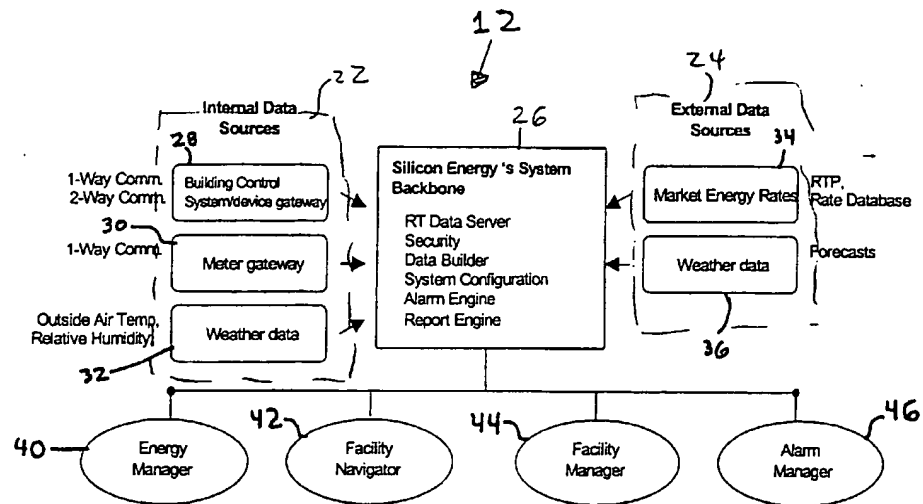 12
22
24
Internal Data
Sources
28
1-Way Comm.
2-Way Comm.
Building Control
System/device gateway
30
1-Way Comm.
Meter gateway
Outside Air Temp,
Relative Humidity
Weather data
32
26
Silicon Energy's System
Backbone
RT Data Server
Security
Data Builder
System Configuration
Alarm Engine
Report Engine
External Data
Sources
34
Market Energy Rates
RTP,
Rate Database
Weather data
Forecasts
36
40
Energy
Manager
42
Facility
Navigator
44
Facility
Manager
46
Alarm
Manager